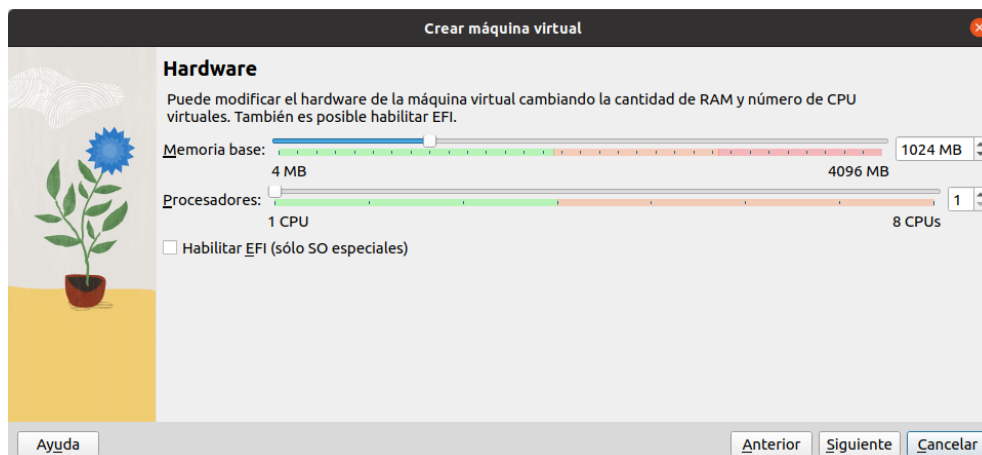 Crear máquina virtual
Hardware
Puede modificar el hardware de la máquina virtual cambiando la cantidad de RAM y número de CPU
virtuales. También es posible habilitar EFI.
Memoria base: 1024 MB
4 MB 4096 MB
Procesadores: 1
1 CPU 8 CPUs
Habilitar EFI (sólo SO especiales)
Ayuda Anterior Siguiente Cancelar